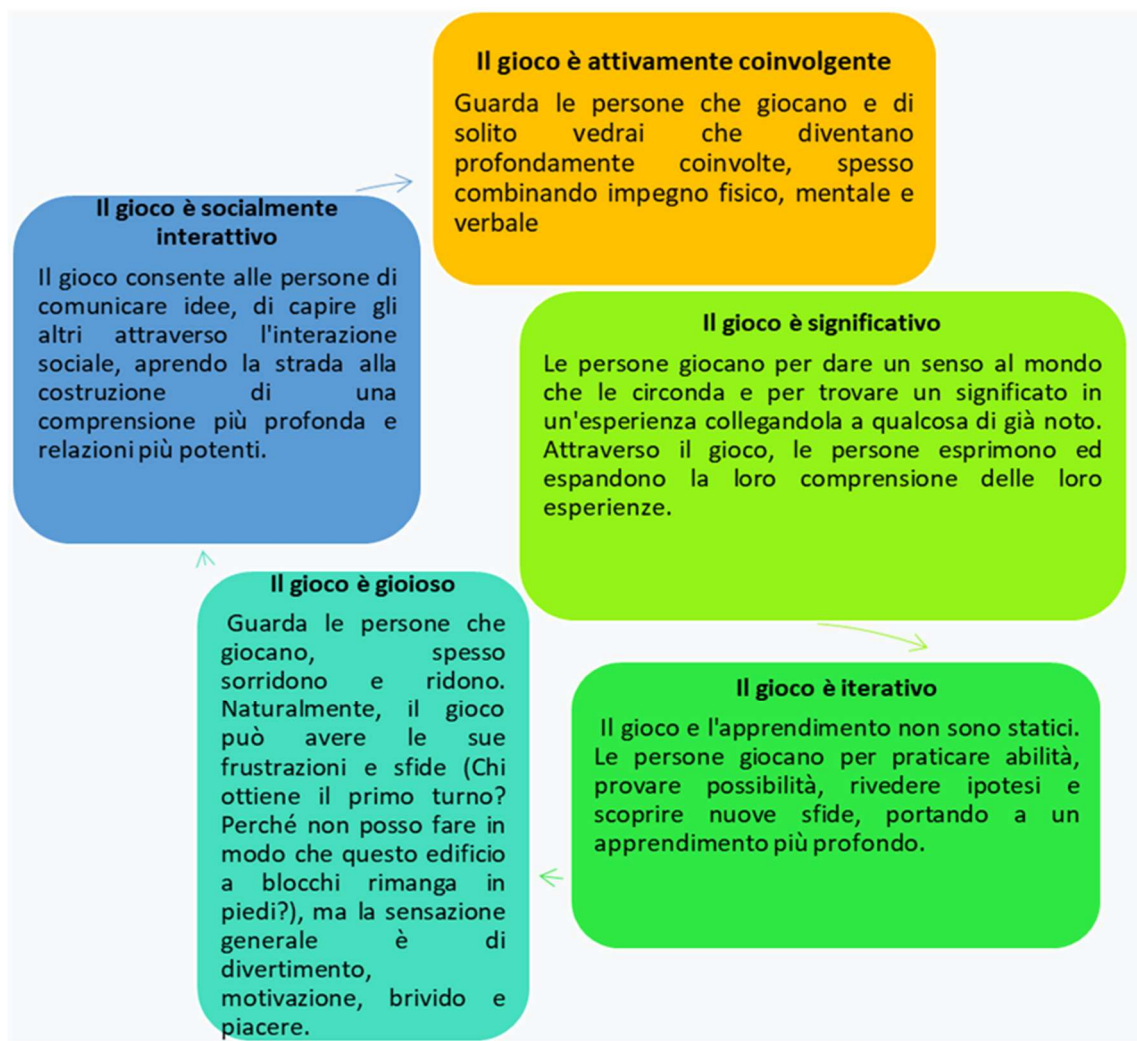 Il gioco è attivamente coinvolgente
Guarda le persone che giocano e di
solito vedrai che diventano
profondamente coinvolte, spesso
combinando impegno fisico, mentale e
verbale
Il gioco è significativo
Le persone giocano per dare un senso al mondo
che le circonda e per trovare un significato in
un'esperienza collegandola a qualcosa di già noto.
Attraverso il gioco, le persone esprimono ed
espandono la loro comprensione delle loro
esperienze.
Il gioco è iterativo
Il gioco e l'apprendimento non sono statici.
Le persone giocano per praticare abilità,
provare possibilità, rivedere ipotesi e
scoprire nuove sfide, portando a un
apprendimento più profondo.
Il gioco è gioioso
Guarda le persone che
giocano, spesso
sorridono e ridono.
Naturalmente, il gioco
può avere le sue
frustrazioni e sfide (Chi
ottiene il primo turno?
Perché non posso fare in
modo che questo edificio
a blocchi rimanga in
piedi?), ma la sensazione
generale è di
divertimento,
motivazione, brivido e
piacere.
Il gioco è socialmente
interattivo
Il gioco consente alle persone di
comunicare idee, di capire gli
altri attraverso l'interazione
sociale, aprendo la strada alla
costruzione di una
comprensione più profonda e
relazioni più potenti.